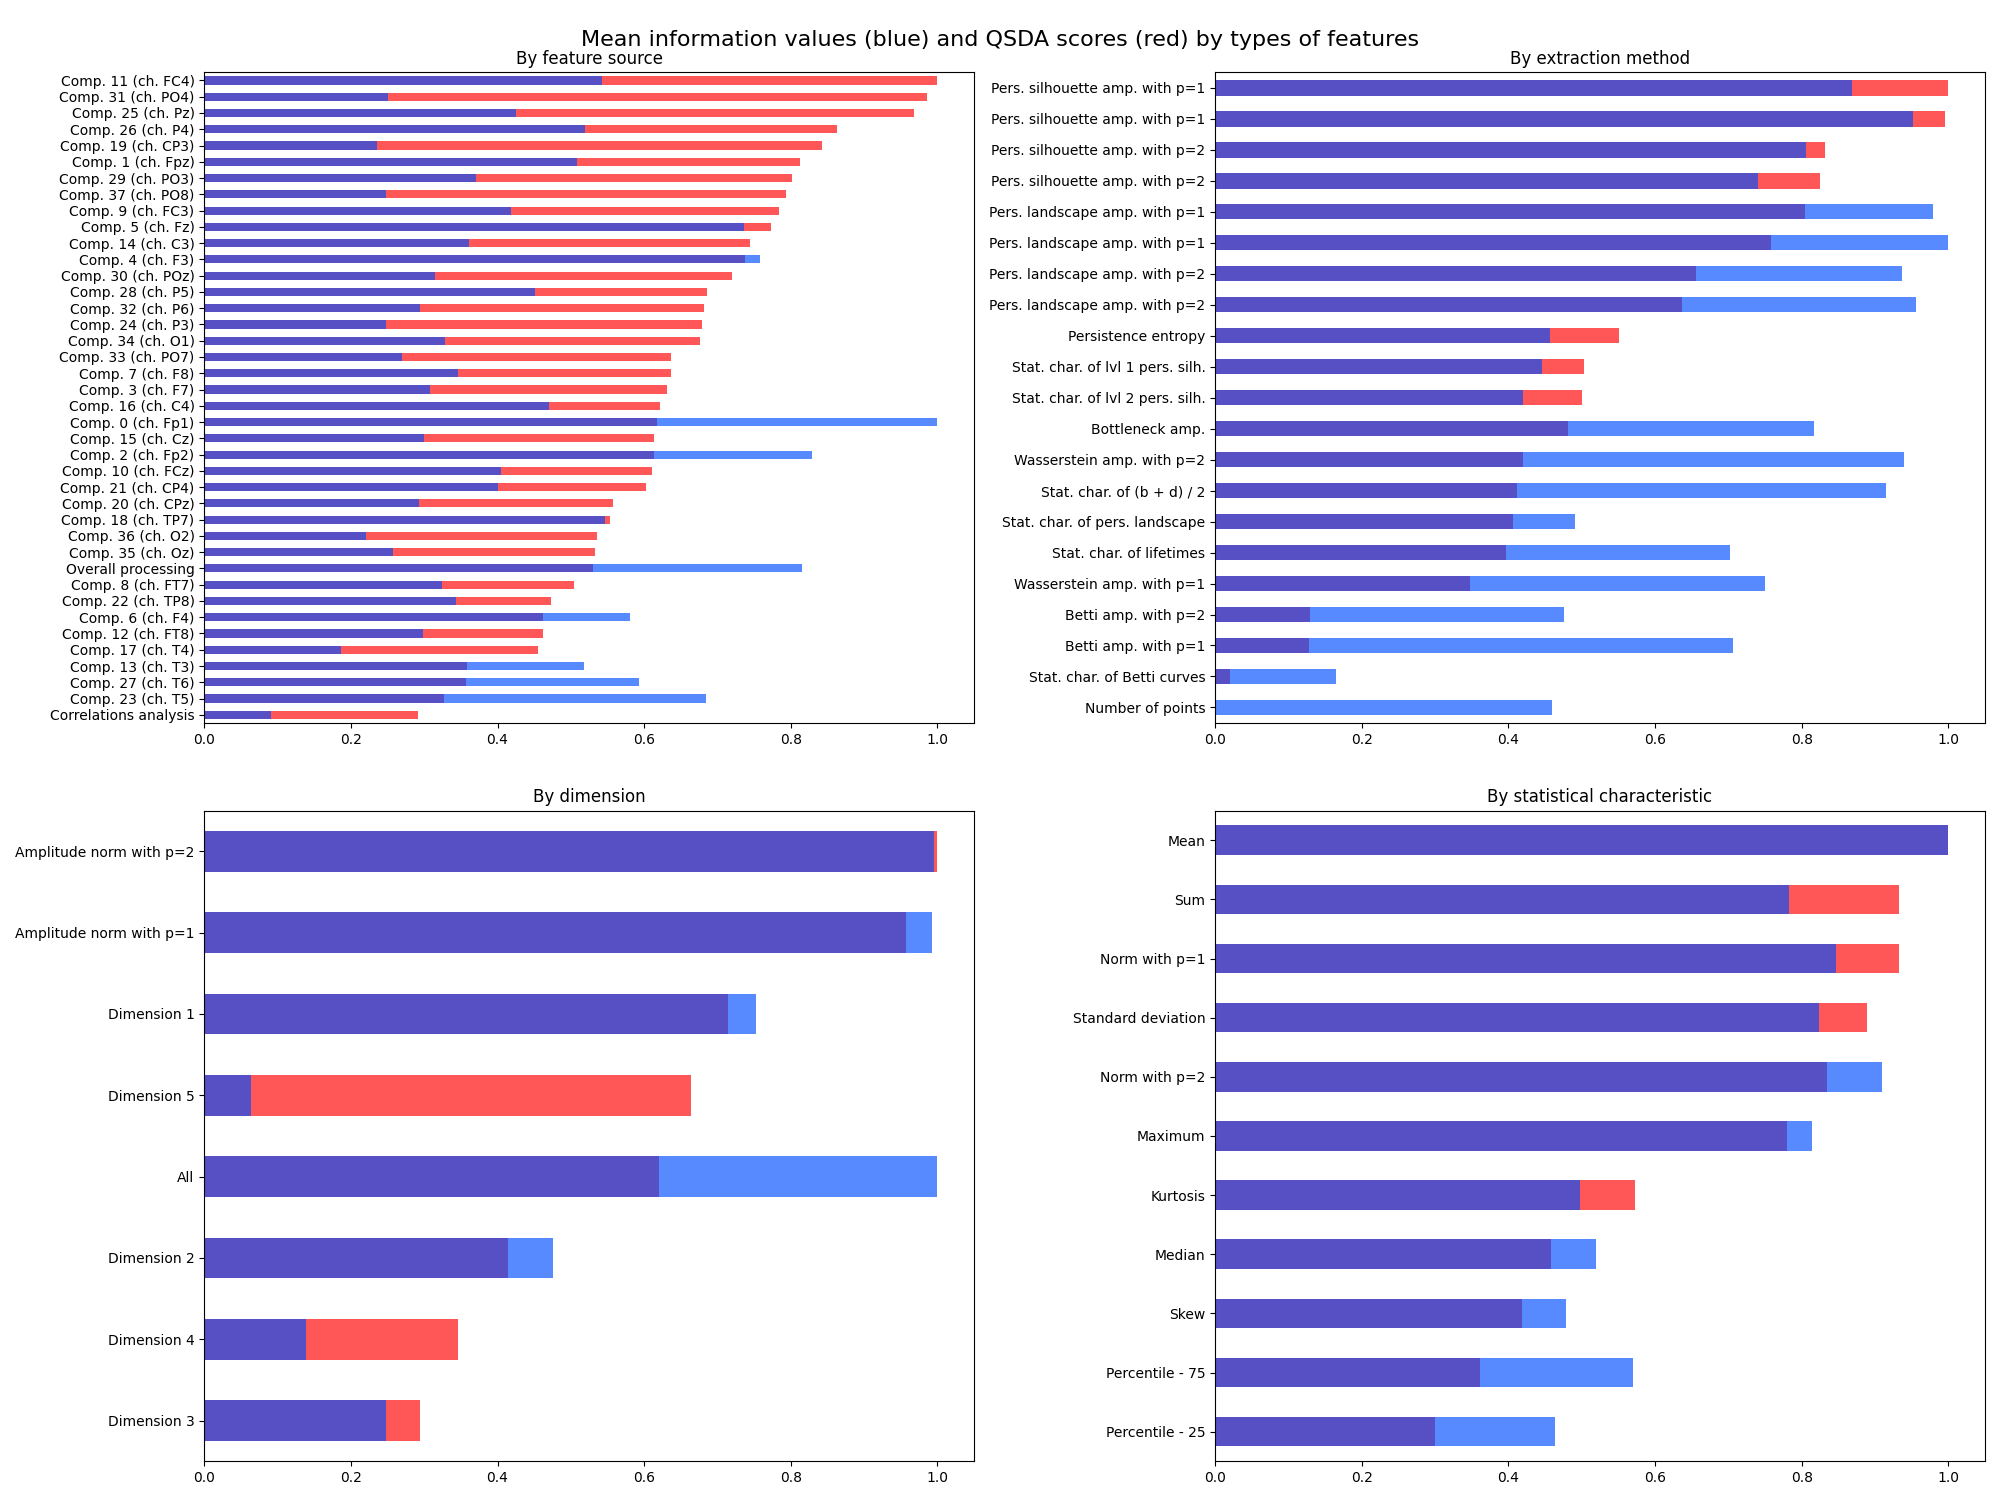 Mean information values (blue) and QSDA scores (red) by types of features
By feature source
Comp. 11 (ch. FC4)
Comp. 31 (ch. PO4)
Comp. 25 (ch. Pz)
Comp. 26 (ch. P4)
Comp. 19 (ch. CP3)
Comp. 1 (ch. Fpz)
Comp. 29 (ch. PO3)
Comp. 37 (ch. PO8)
Comp. 9 (ch. FC3)
Comp. 5 (ch. Fz)
Comp. 14 (ch. C3)
Comp. 4 (ch. F3)
Comp. 30 (ch. POz)
Comp. 28 (ch. P5)
Comp. 32 (ch. P6)
Comp. 24 (ch. P3)
Comp. 34 (ch. O1)
Comp. 33 (ch. PO7)
Comp. 7 (ch. F8)
Comp. 3 (ch. F7)
Comp. 16 (ch. C4)
Comp. 0 (ch. Fp1)
Comp. 15 (ch. Cz)
Comp. 2 (ch. Fp2)
Comp. 10 (ch. FCz)
Comp. 21 (ch. CP4)
Comp. 20 (ch. CPz)
Comp. 18 (ch. TP7)
Comp. 36 (ch. O2)
Comp. 35 (ch. Oz)
Overall processing
Comp. 8 (ch. FT7)
Comp. 22 (ch. TP8)
Comp. 6 (ch. F4)
Comp. 12 (ch. FT8)
Comp. 17 (ch. T4)
Comp. 13 (ch. T3)
Comp. 27 (ch. T6)
Comp. 23 (ch. T5)
Correlations analysis
0.0 0.2 0.4 0.6 0.8 1.0
By extraction method
Pers. silhouette amp. with p=1
Pers. silhouette amp. with p=1
Pers. silhouette amp. with p=2
Pers. silhouette amp. with p=2
Pers. landscape amp. with p=1
Pers. landscape amp. with p=1
Pers. landscape amp. with p=2
Pers. landscape amp. with p=2
Persistence entropy
Stat. char. of lvl 1 pers. silh.
Stat. char. of lvl 2 pers. silh.
Bottleneck amp.
Wasserstein amp. with p=2
Stat. char. of (b + d) / 2
Stat. char. of pers. landscape
Stat. char. of lifetimes
Wasserstein amp. with p=1
Betti amp. with p=2
Betti amp. with p=1
Stat. char. of Betti curves
Number of points
0.0 0.2 0.4 0.6 0.8 1.0
By dimension
Amplitude norm with p=2
Amplitude norm with p=1
Dimension 1
Dimension 5
All
Dimension 2
Dimension 4
Dimension 3
0.0 0.2 0.4 0.6 0.8 1.0
By statistical characteristic
Mean
Sum
Norm with p=1
Standard deviation
Norm with p=2
Maximum
Kurtosis
Median
Skew
Percentile - 75
Percentile - 25
0.0 0.2 0.4 0.6 0.8 1.0